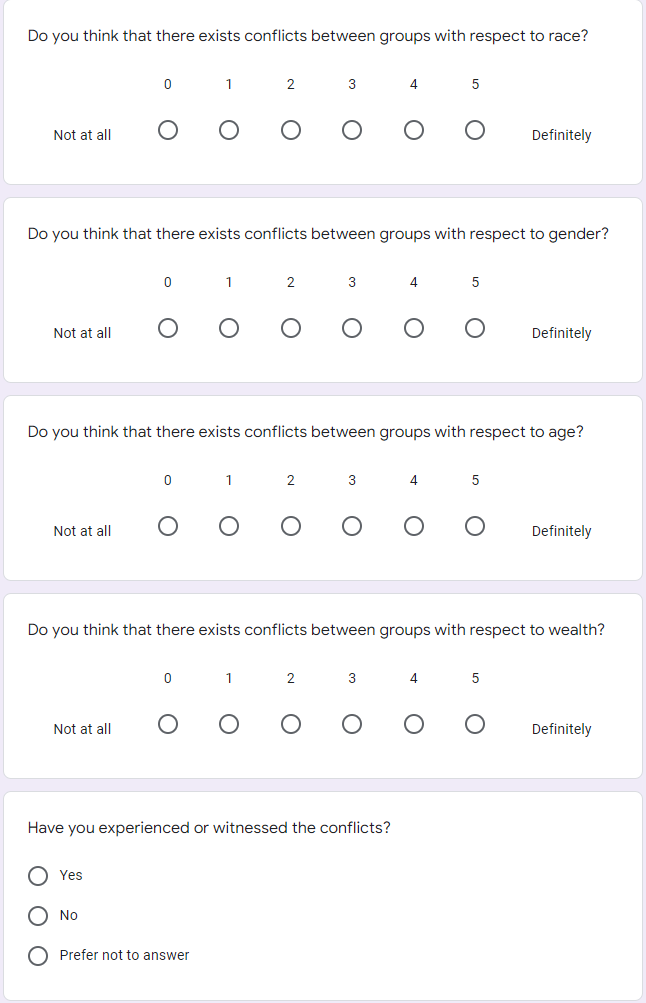 Do you think that there exists conflicts between groups with respect to race?
0 1 2 3 4 5
Not at all Definitely
Do you think that there exists conflicts between groups with respect to gender?
0 1 2 3 4 5
Not at all Definitely
Do you think that there exists conflicts between groups with respect to age?
0 1 2 3 4 5
Not at all Definitely
Do you think that there exists conflicts between groups with respect to wealth?
0 1 2 3 4 5
Not at all Definitely
Have you experienced or witnessed the conflicts?
Yes
No
Prefer not to answer